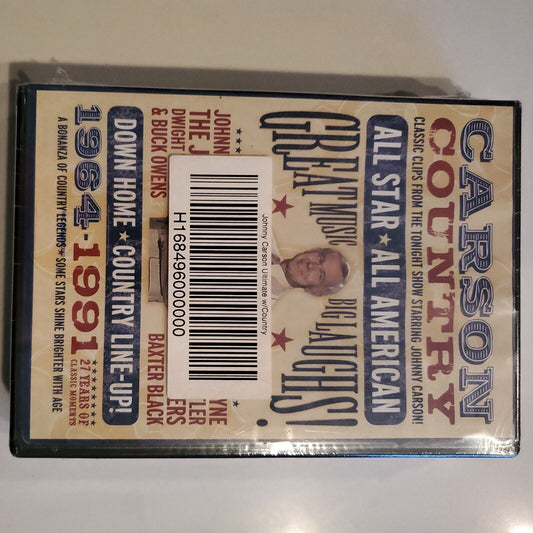 CARSON
COUNTRY
CLASSIC CLIPS FROM THE TONIGHT SHOW STARRING JOHNNY CARSON!
ALL STAR ★ ALL AMERICAN
GREAT MUSIC BIG LAUGHS!
Johnny Carson Ultimate w/Country
H168496000000
THE
DWIGHT
& BUCK OWENS BAXTER BLACK
DOWN HOME ★ COUNTRY LINE-UP!
1964-1991
27 YEARS OF
CLASSIC MOMENTS
A BONANZA OF COUNTRY LEGENDS ★ SOME STARS SHINE BRIGHTER WITH AGE